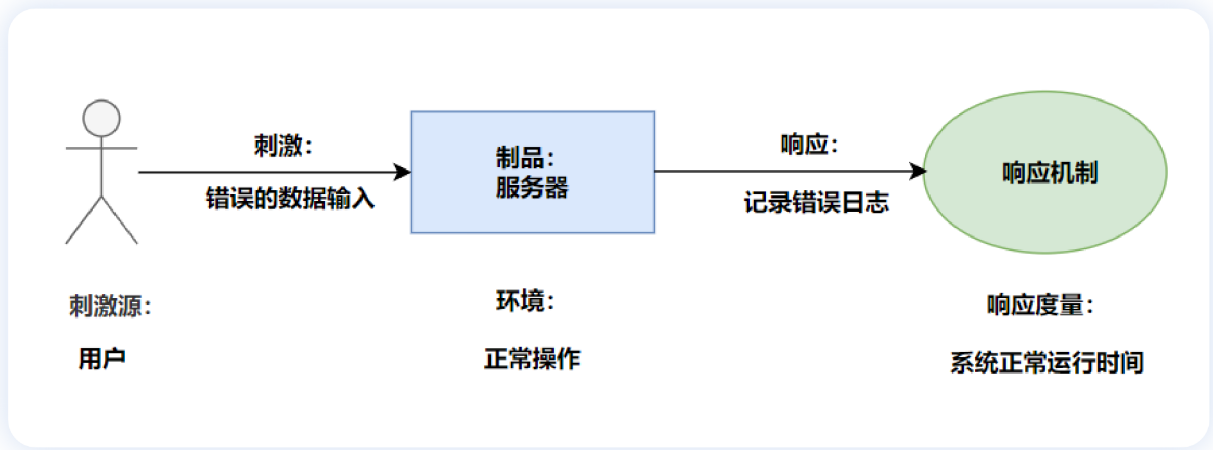 刺激：
错误的数据输入
制品：
服务器
响应：
记录错误日志
响应机制
刺激源：
用户
环境：
正常操作
响应度量：
系统正常运行时间